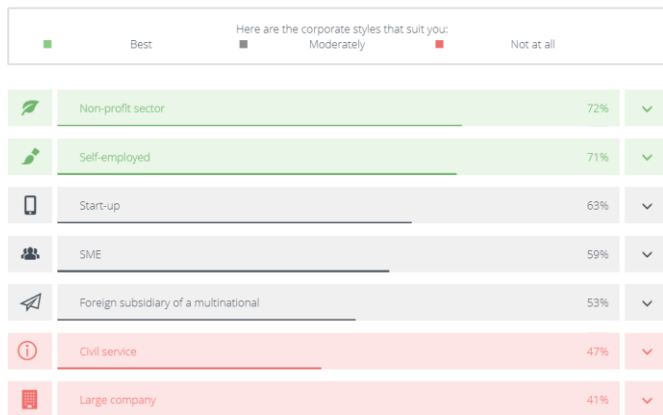 Here are the corporate styles that suit you:
Best Moderately Not at all
Non-profit sector 72%
Self-employed 71%
Start-up 63%
SME 59%
Foreign subsidiary of a multinational 53%
Civil service 47%
Large company 41%